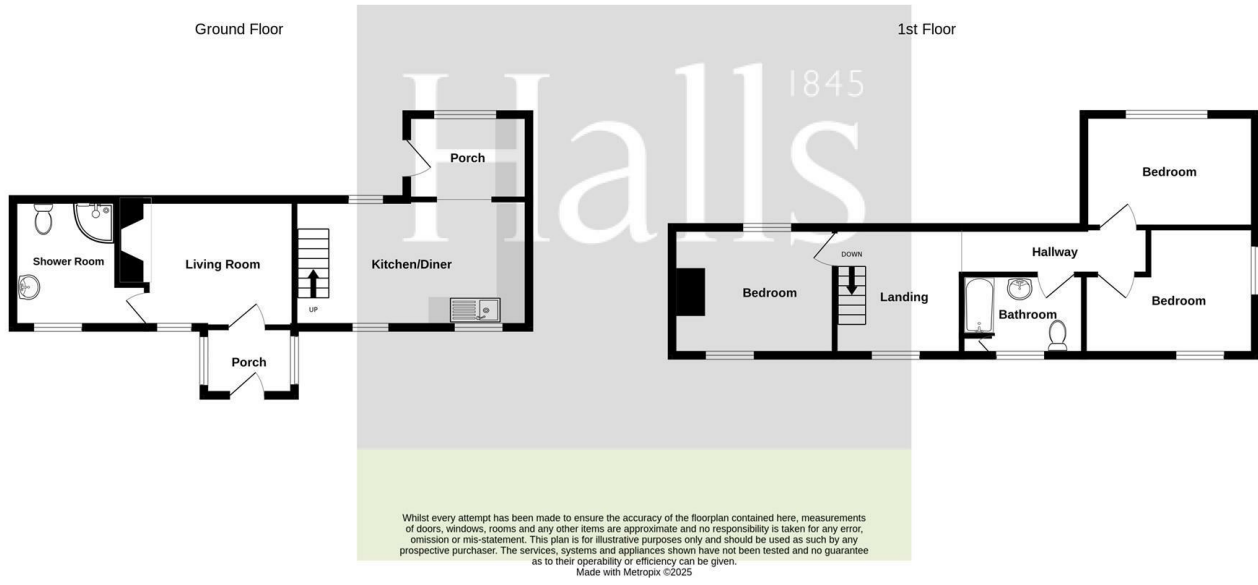 Ground Floor
1st Floor
Halls
1845
Porch
Shower Room
Living Room
Kitchen/Diner
UP
Porch
Bedroom
Hallway
DOWN
Bedroom
Landing
Bathroom
Bedroom
Whilst every attempt has been made to ensure the accuracy of the floorplan contained here, measurements
of doors, windows, rooms and any other items are approximate and no responsibility is taken for any error,
omission or mis-statement. This plan is for illustrative purposes only and should be used as such by any
prospective purchaser. The services, systems and appliances shown have not been tested and no guarantee
as to their operability or efficiency can be given.
Made with Metropix ©2025